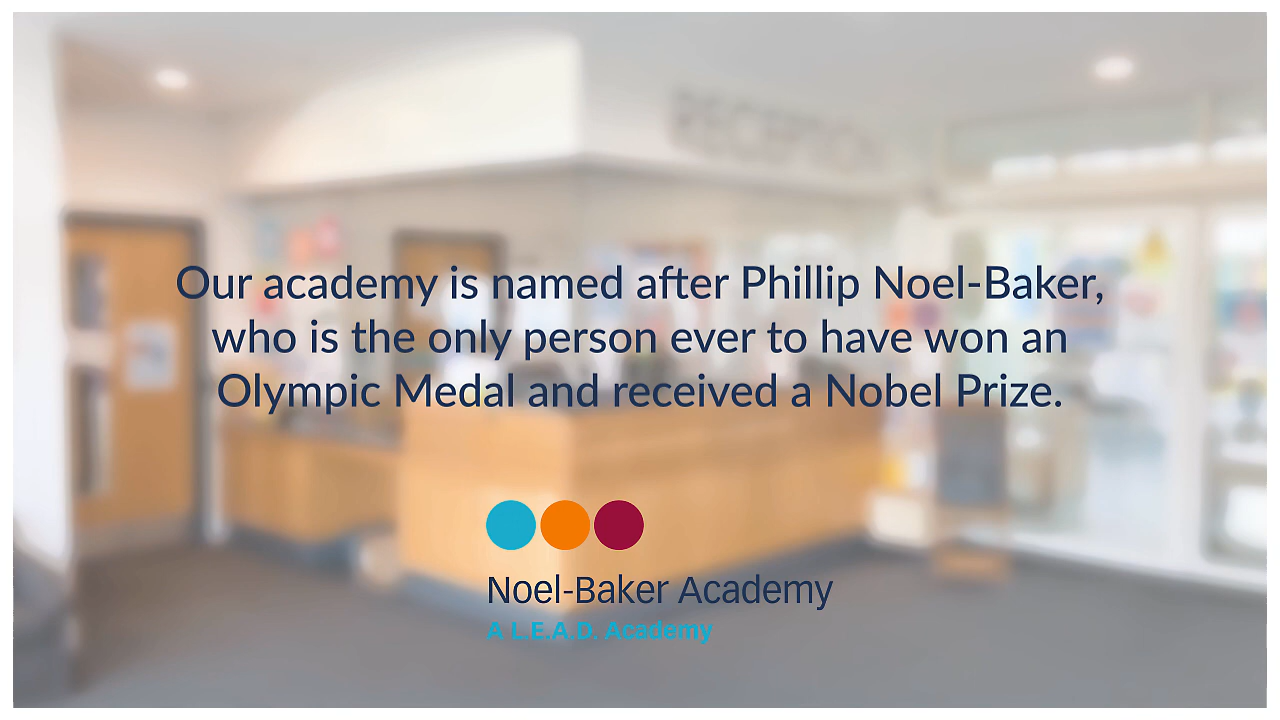 RECEPTION
Our academy is named after Phillip Noel-Baker,
who is the only person ever to have won an
Olympic Medal and received a Nobel Prize.
Noel-Baker Academy
A L.E.A.D. Academy